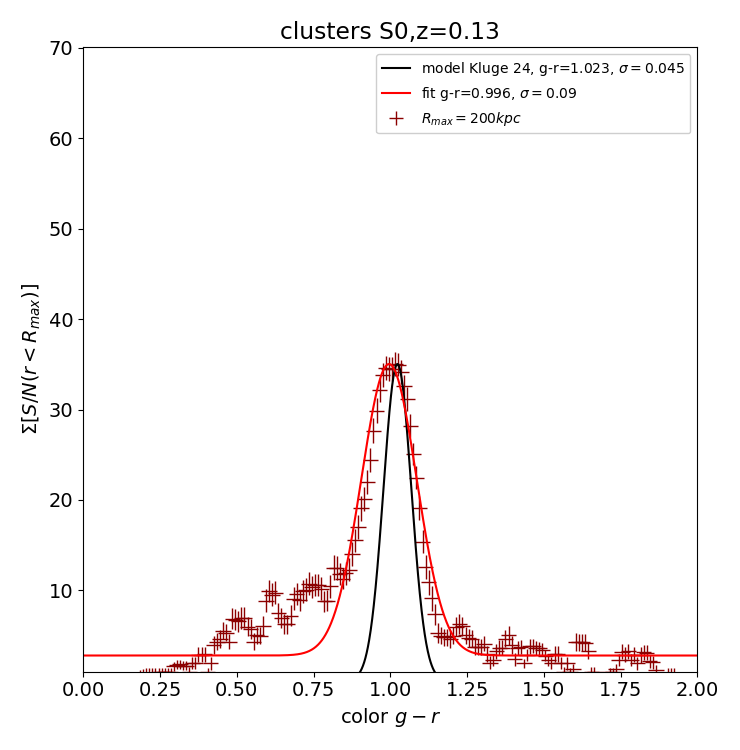 clusters S0,z=0.13
model Kluge 24, g-r=1.023, σ = 0.045
fit g-r=0.996, σ = 0.09
R_max = 200kpc
70
60
50
40
30
20
10
Σ[S/N(r < R_max)]
0.00 0.25 0.50 0.75 1.00 1.25 1.50 1.75 2.00
color g − r